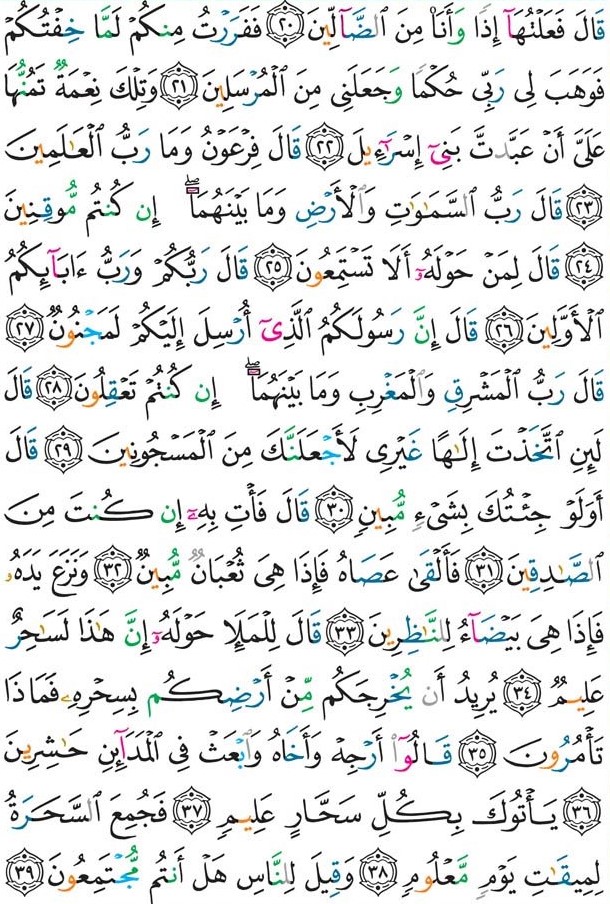 قَالَ فَعَلْتُهَآ إِذًا وَأَنَا۠ مِنَ ٱلضَّآلِّينَ ٢٠ فَفَرَرْتُ مِنكُمْ لَمَّا خِفْتُكُمْ
فَوَهَبَ لِى رَبِّى حُكْمًا وَجَعَلَنِى مِنَ ٱلْمُرْسَلِينَ ٢١ وَتِلْكَ نِعْمَةٌ تَمُنُّهَا
عَلَىَّ أَنْ عَبَّدتَّ بَنِىٓ إِسْرَٰٓءِيلَ ٢٢ قَالَ فِرْعَوْنُ وَمَا رَبُّ ٱلْعَٰلَمِينَ
٢٣ قَالَ رَبُّ ٱلسَّمَٰوَٰتِ وَٱلْأَرْضِ وَمَا بَيْنَهُمَآ ۖ إِن كُنتُم مُّوقِنِينَ
٢٤ قَالَ لِمَنْ حَوْلَهُۥٓ أَلَا تَسْتَمِعُونَ ٢٥ قَالَ رَبُّكُمْ وَرَبُّ ءَابَآئِكُمُ
ٱلْأَوَّلِينَ ٢٦ قَالَ إِنَّ رَسُولَكُمُ ٱلَّذِىٓ أُرْسِلَ إِلَيْكُمْ لَمَجْنُونٌ ٢٧
قَالَ رَبُّ ٱلْمَشْرِقِ وَٱلْمَغْرِبِ وَمَا بَيْنَهُمَآ ۖ إِن كُنتُمْ تَعْقِلُونَ ٢٨ قَالَ
لَئِنِ ٱتَّخَذْتَ إِلَٰهًا غَيْرِى لَأَجْعَلَنَّكَ مِنَ ٱلْمَسْجُونِينَ ٢٩ قَالَ
أَوَلَوْ جِئْتُكَ بِشَىْءٍ مُّبِينٍ ٣٠ قَالَ فَأْتِ بِهِۦٓ إِن كُنتَ مِنَ
ٱلصَّٰدِقِينَ ٣١ فَأَلْقَىٰ عَصَاهُ فَإِذَا هِىَ ثُعْبَانٌ مُّبِينٌ ٣٢ وَنَزَعَ يَدَهُۥ
فَإِذَا هِىَ بَيْضَآءُ لِلنَّٰظِرِينَ ٣٣ قَالَ لِلْمَلَإِ حَوْلَهُۥٓ إِنَّ هَٰذَا لَسَٰحِرٌ
عَلِيمٌ ٣٤ يُرِيدُ أَن يُخْرِجَكُم مِّنْ أَرْضِكُم بِسِحْرِهِۦ فَمَاذَا
تَأْمُرُونَ ٣٥ قَالُوٓا۟ أَرْجِهْ وَأَخَاهُ وَٱبْعَثْ فِى ٱلْمَدَآئِنِ حَٰشِرِينَ
٣٦ يَأْتُوكَ بِكُلِّ سَحَّارٍ عَلِيمٍ ٣٧ فَجُمِعَ ٱلسَّحَرَةُ
لِمِيقَٰتِ يَوْمٍ مَّعْلُومٍ ٣٨ وَقِيلَ لِلنَّاسِ هَلْ أَنتُم مُّجْتَمِعُونَ ٣٩